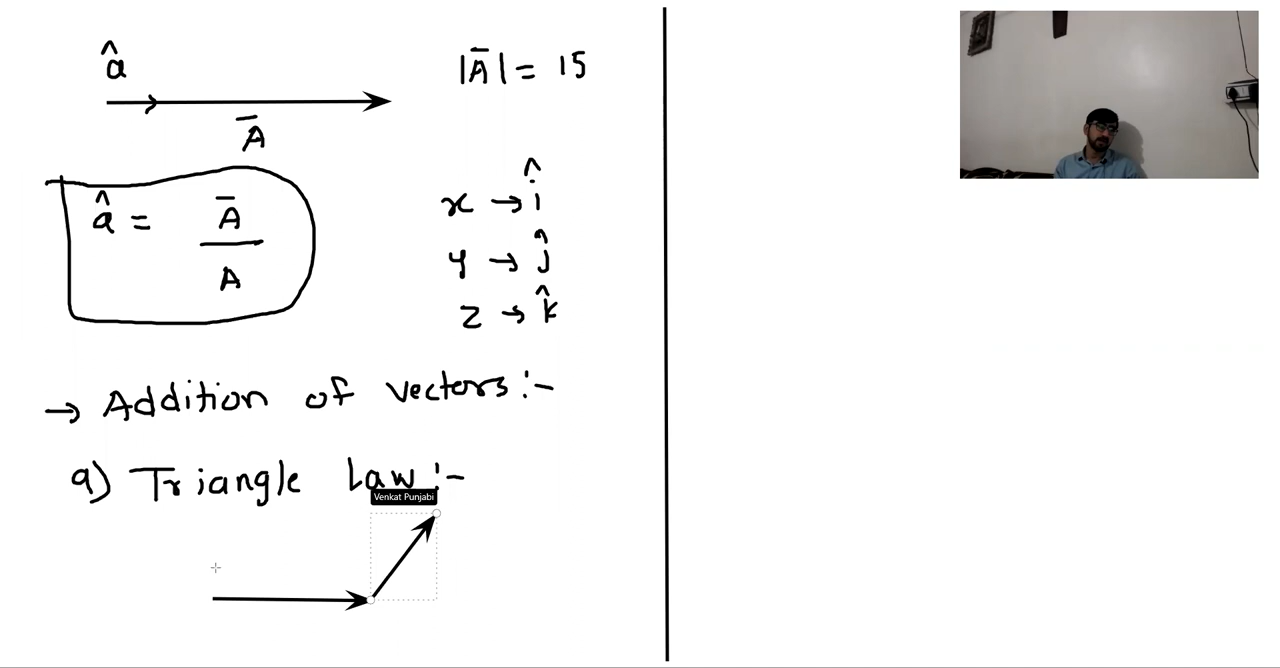 â
|A̅| = 15
A̅
â = A̅ / A
x → î
y → ĵ
z → k̂
→ Addition of vectors :-
a) Triangle Law :-
Venkat Punjabi